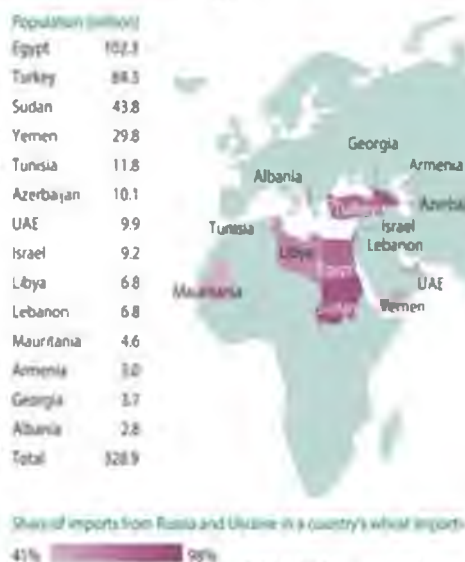 Population (million)
Egypt 102.3
Turkey 84.3
Sudan 43.8
Yemen 29.8
Tunisia 11.8
Azerbaijan 10.1
UAE 9.9
Israel 9.2
Libya 6.8
Lebanon 6.8
Mauritania 4.6
Armenia 3.0
Georgia 3.7
Albania 2.8
Total 328.9
Georgia
Armenia
Albania
Turkey
Tunisia
Israel
Libya
Lebanon
UAE
Mauritania
Yemen
Share of imports from Russia and Ukraine in a country's wheat imports
41% 98%